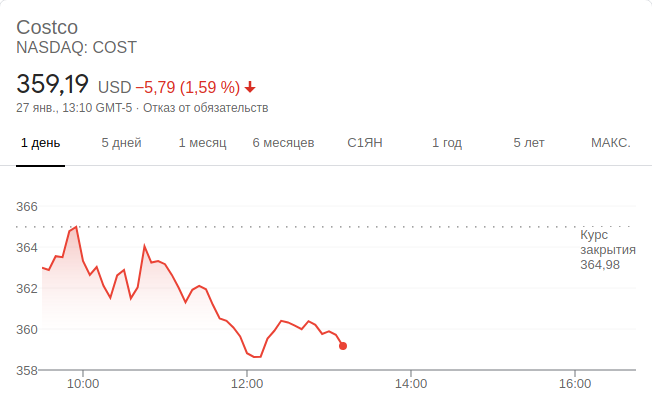 Costco
NASDAQ: COST
359,19 USD −5,79 (1,59 %)
27 янв., 13:10 GMT-5 · Отказ от обязательств
1 день 5 дней 1 месяц 6 месяцев С1ЯН 1 год 5 лет МАКС.
366
364
362
360
358
Курс
закрытия
364,98
10:00 12:00 14:00 16:00